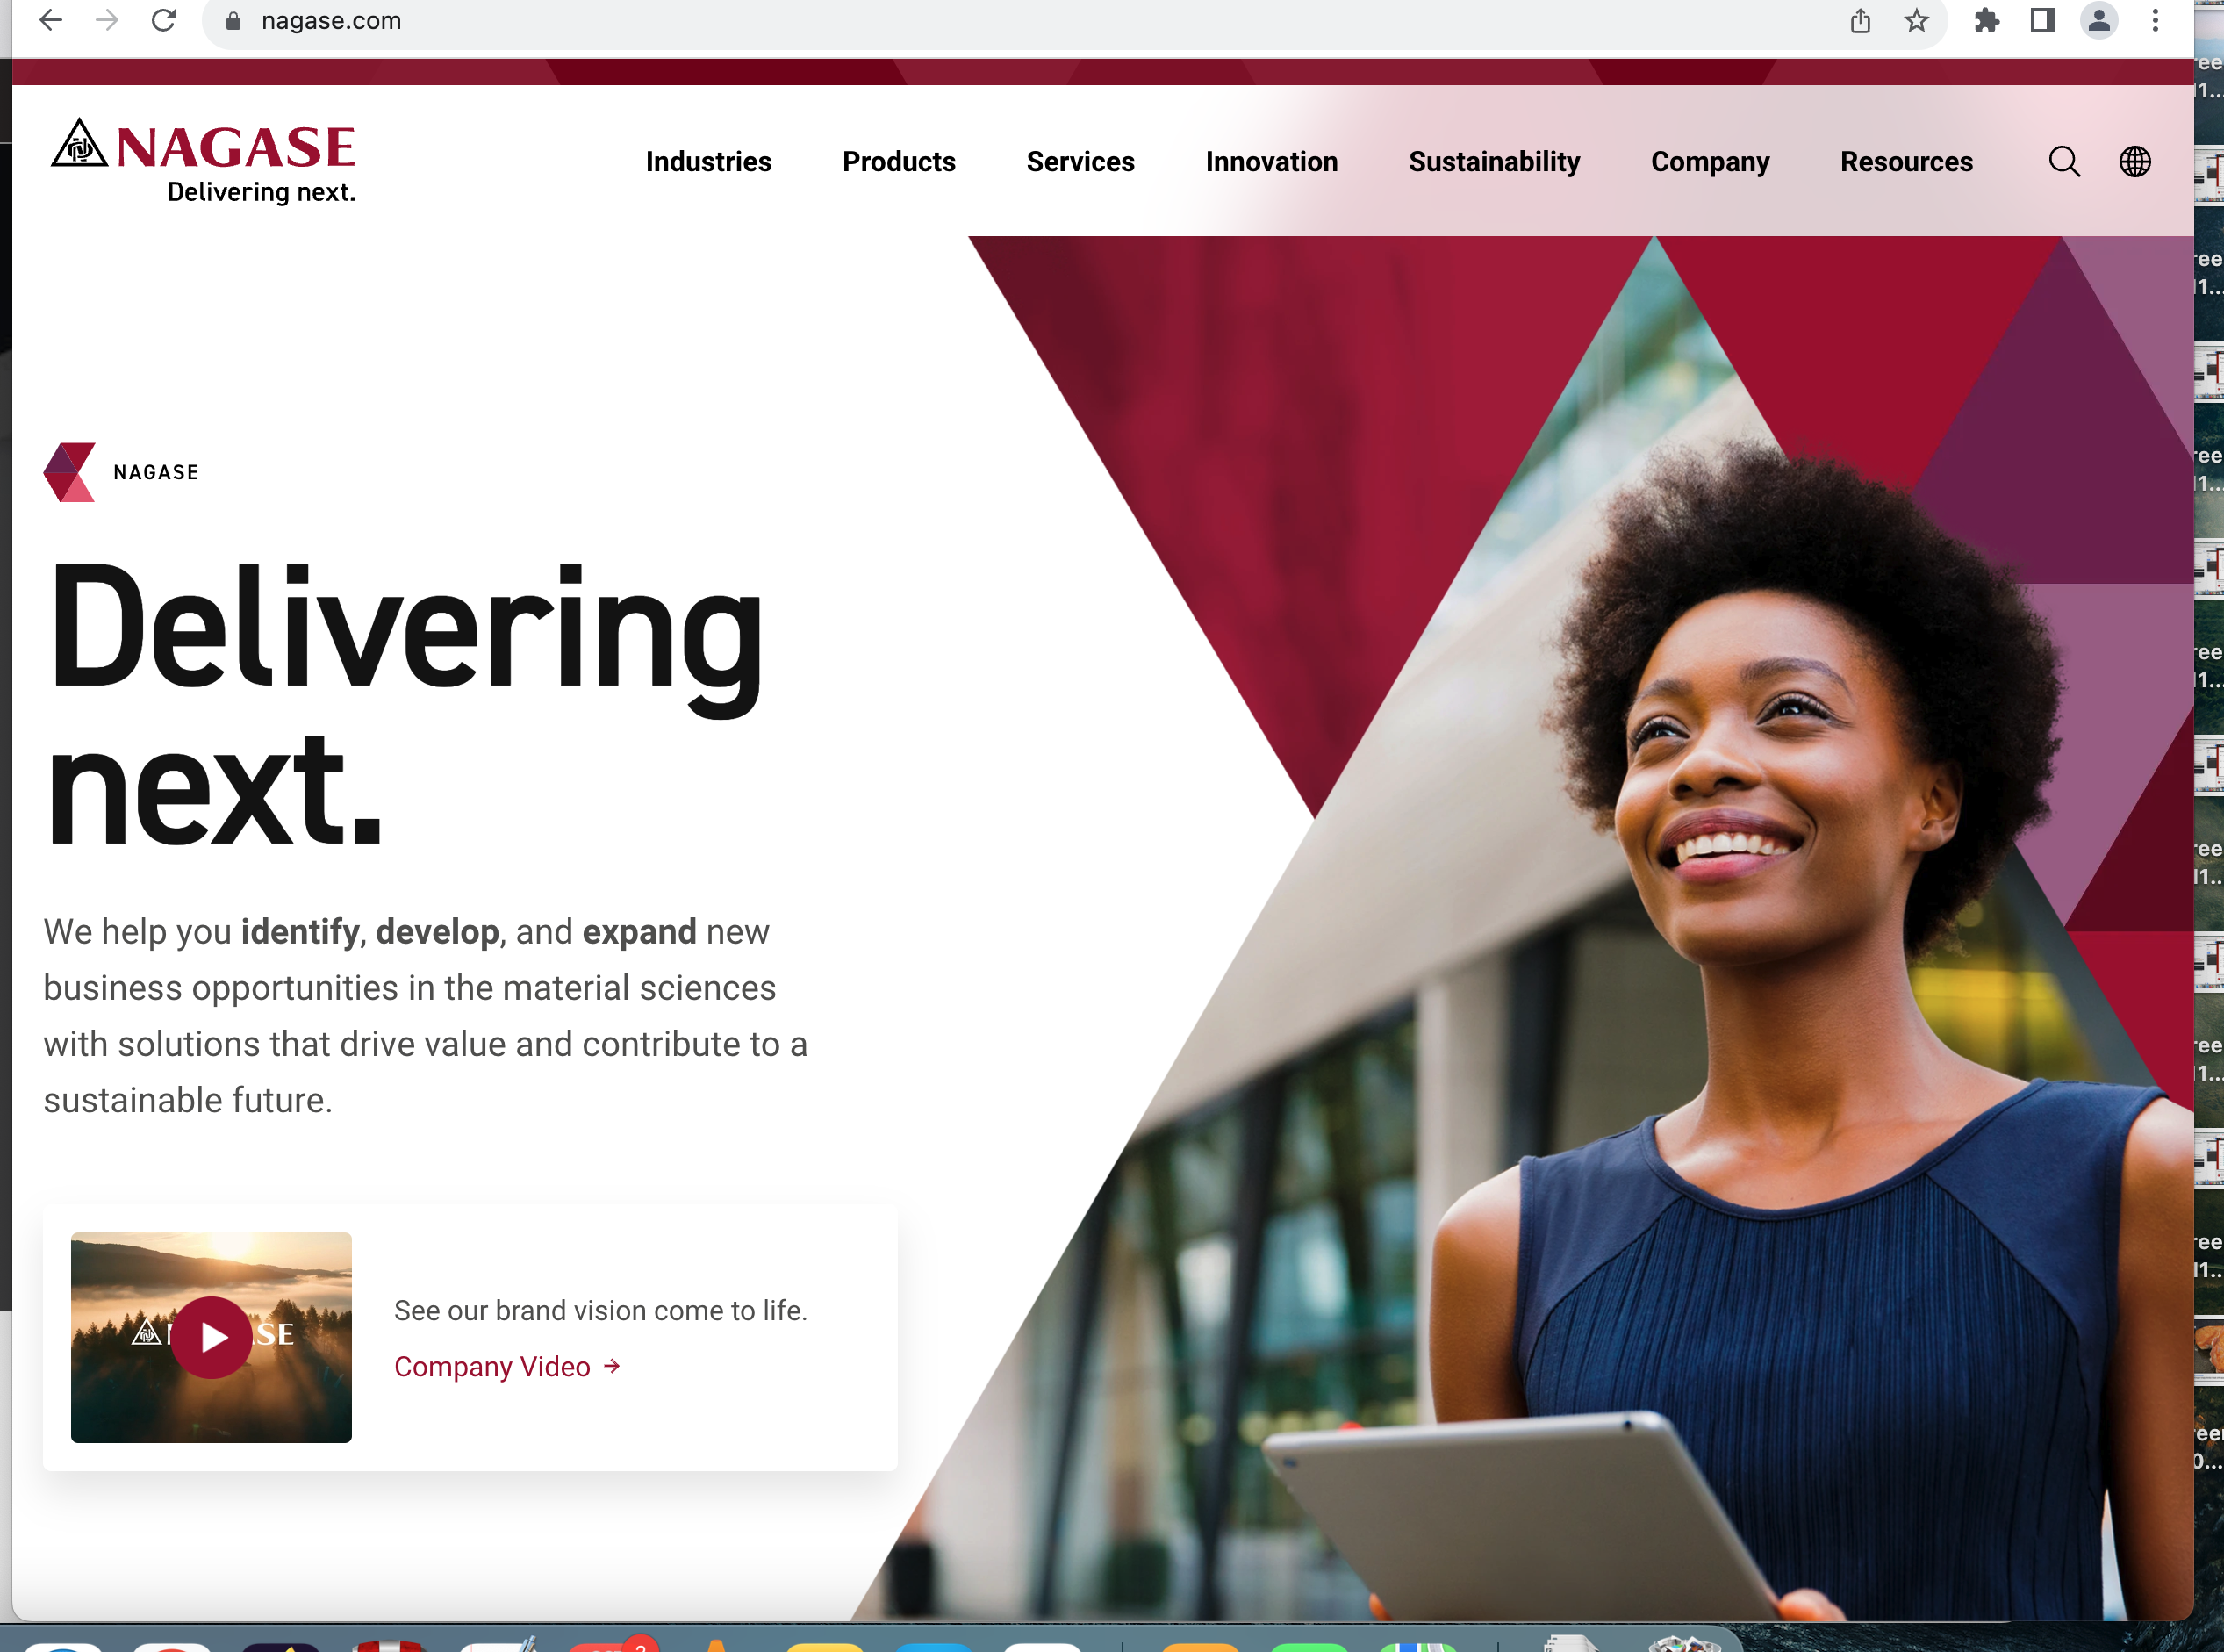 nagase.com
NAGASE
Delivering next.
Industries
Products
Services
Innovation
Sustainability
Company
Resources
NAGASE
Delivering
next.
We help you identify, develop, and expand new
business opportunities in the material sciences
with solutions that drive value and contribute to a
sustainable future.
See our brand vision come to life.
Company Video →